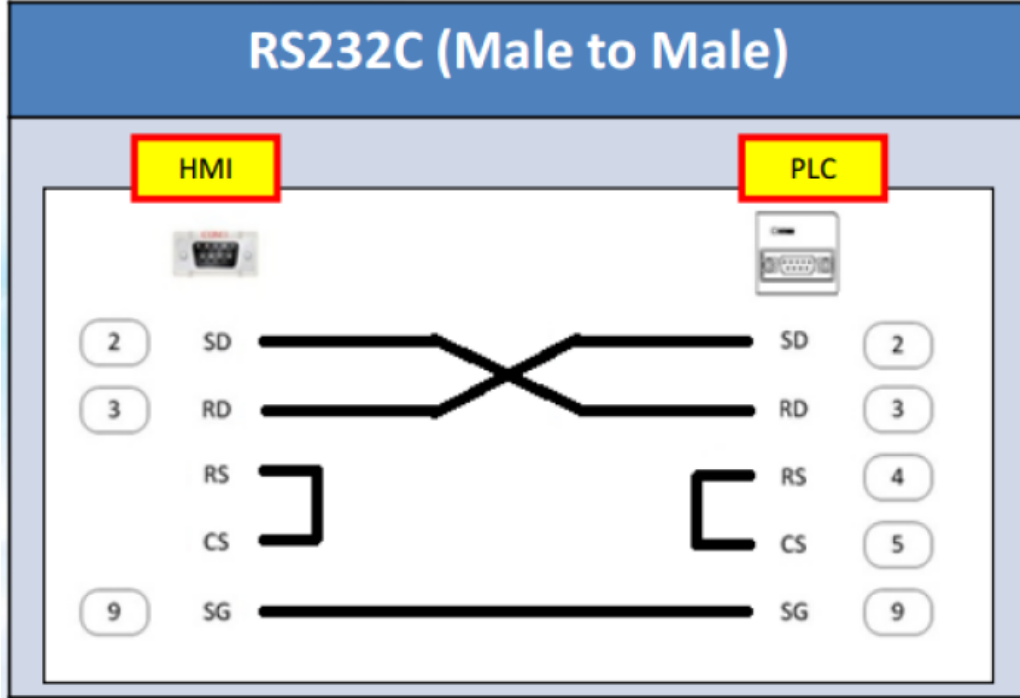 RS232C (Male to Male)
HMI PLC
COM1
2 SD SD 2
3 RD RD 3
RS RS 4
CS CS 5
9 SG SG 9